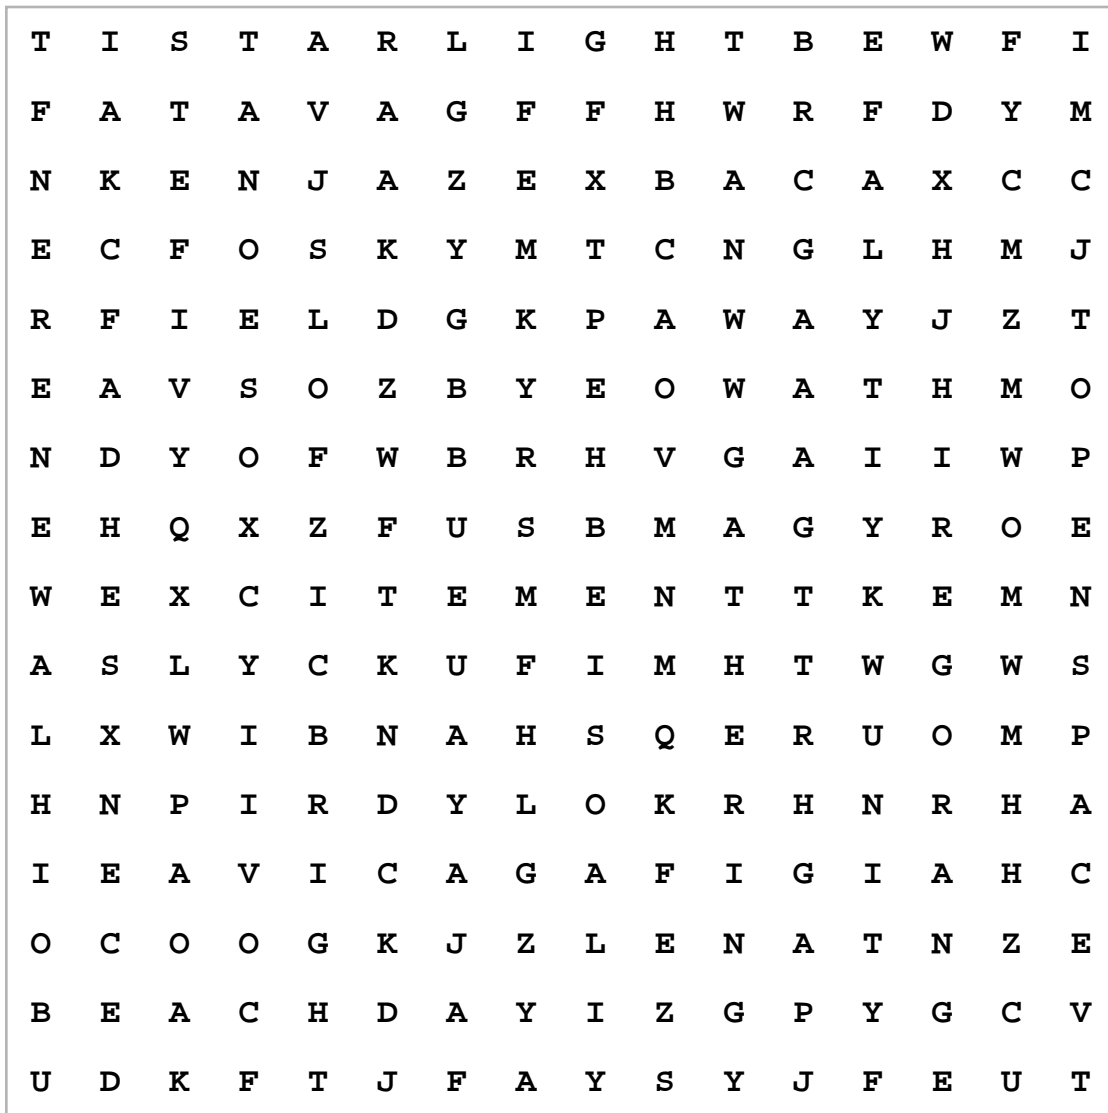 T I S T A R L I G H T B E W F I
F A T A V A G F F H W R F D Y M
N K E N J A Z E X B A C A X C C
E C F O S K Y M T C N G L H M J
R F I E L D G K P A W A Y J Z T
E A V S O Z B Y E O W A T H M O
N D Y O F W B R H V G A I I W P
E H Q X Z F U S B M A G Y R O E
W E X C I T E M E N T T K E M N
A S L Y C K U F I M H T W G W S
L X W I B N A H S Q E R U O M P
H N P I R D Y L O K R H N R H A
I E A V I C A G A F I G I A H C
O C O O G K J Z L E N A T N Z E
B E A C H D A Y I Z G P Y G C V
U D K F T J F A Y S Y J F E U T